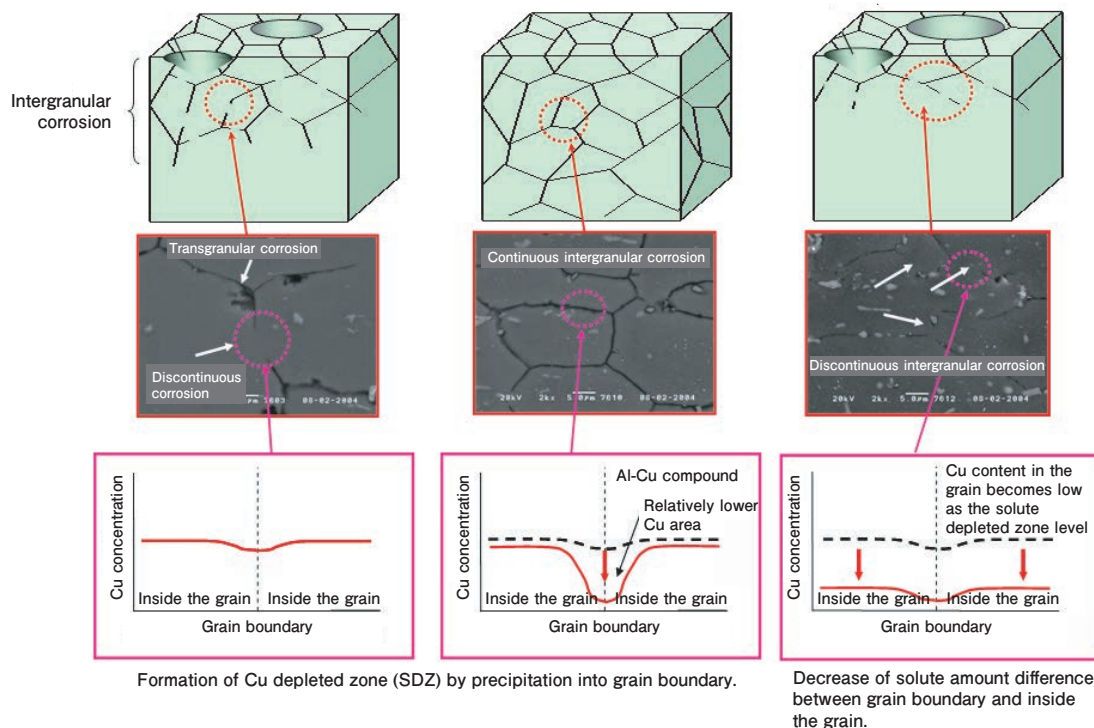 Intergranular
corrosion
Transgranular corrosion
Discontinuous
corrosion
08-02-2004
Continuous intergranular corrosion
20kV 2kx 5.0µm 7610 08-02-2004
Discontinuous intergranular corrosion
20kV 2kx 5.0µm 7612 08-02-2004
Cu concentration
Inside the grain
Inside the grain
Grain boundary
Cu concentration
Al-Cu compound
Relatively lower
Cu area
Inside the grain
Inside the grain
Grain boundary
Cu concentration
Cu content in the
grain becomes low
as the solute
depleted zone level
Inside the grain
Inside the grain
Grain boundary
Formation of Cu depleted zone (SDZ) by precipitation into grain boundary.
Decrease of solute amount difference
between grain boundary and inside
the grain.